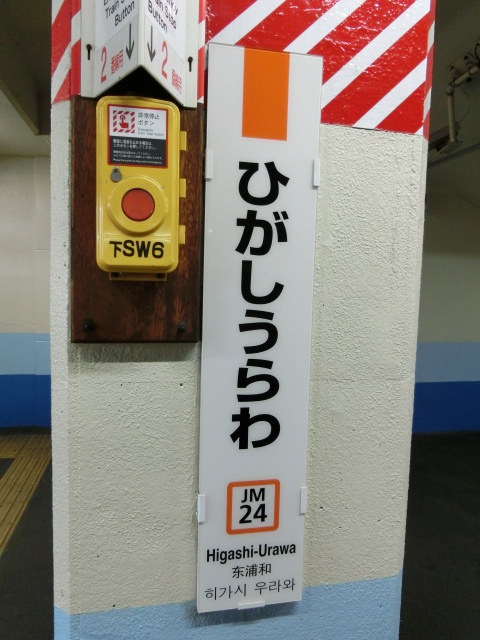 Train Stop
Button
Button
2
番線
2
番線
非常停止
ボタン
下SW6
ひがしうらわ
JM
24
Higashi-Urawa
东浦和
히가시 우라와